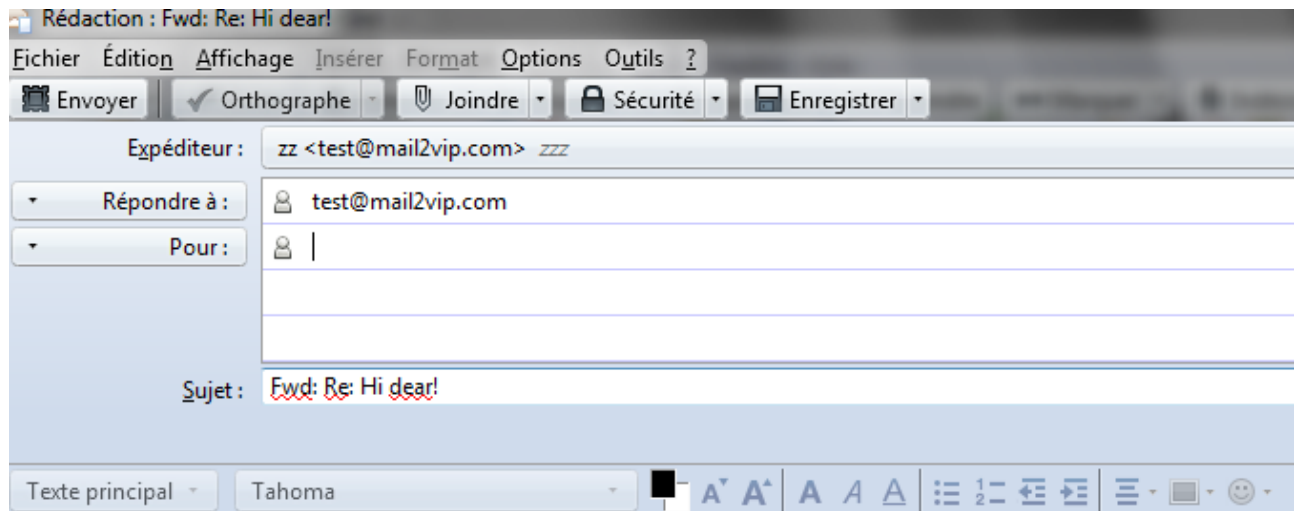 Rédaction : Fwd: Re: Hi dear!
Fichier Édition Affichage Insérer Format Options Outils ?
Envoyer Orthographe Joindre Sécurité Enregistrer
Expéditeur : zz <test@mail2vip.com> zzz
Répondre à : test@mail2vip.com
Pour :
Sujet : Fwd: Re: Hi dear!
Texte principal Tahoma